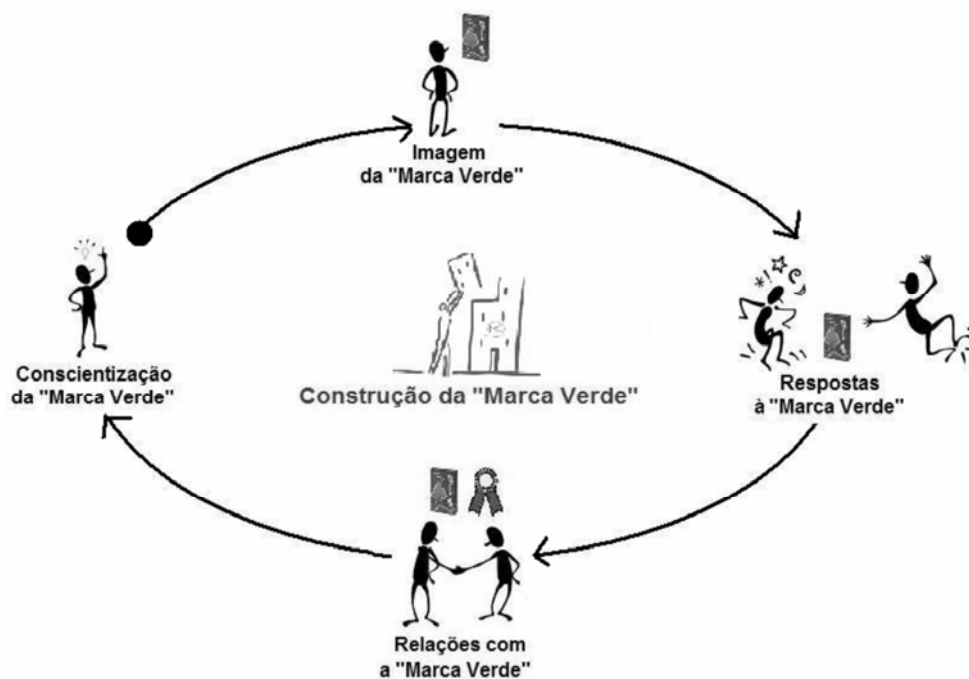 Imagem
da "Marca Verde"
Conscientização
da "Marca Verde"
Construção da "Marca Verde"
Respostas
à "Marca Verde"
Relações com
a "Marca Verde"